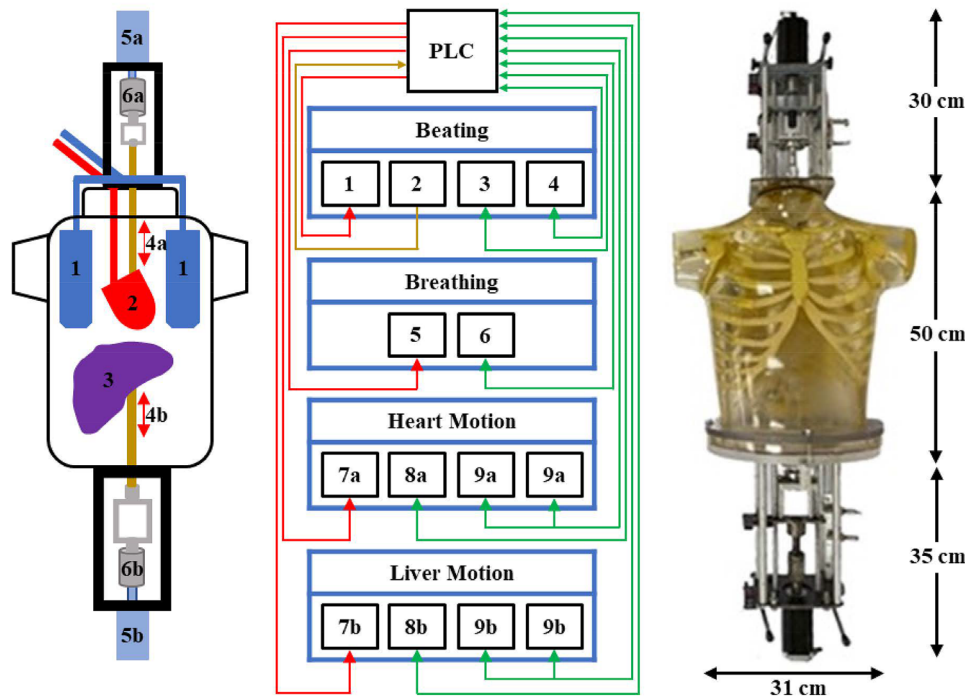 5a
6a
4a
1
1
2
3
4b
6b
5b
PLC
Beating
1 2 3 4
Breathing
5 6
Heart Motion
7a 8a 9a 9a
Liver Motion
7b 8b 9b 9b
30 cm
50 cm
35 cm
31 cm